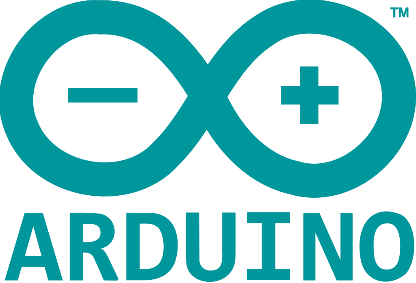 ™
− +
ARDUINO